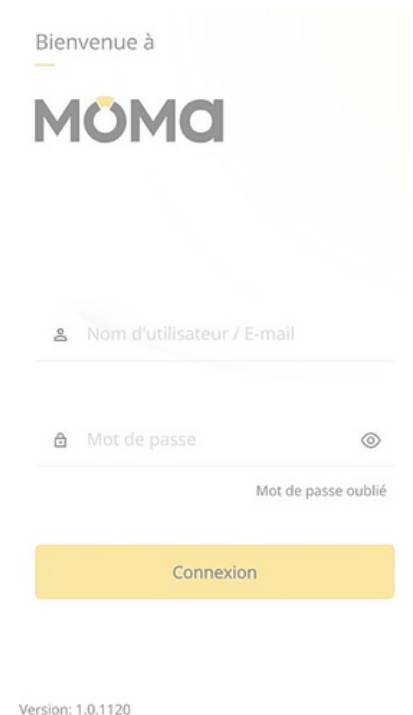 Bienvenue à
MOMA
Nom d'utilisateur / E-mail
Mot de passe
Mot de passe oublié
Connexion
Version: 1.0.1120